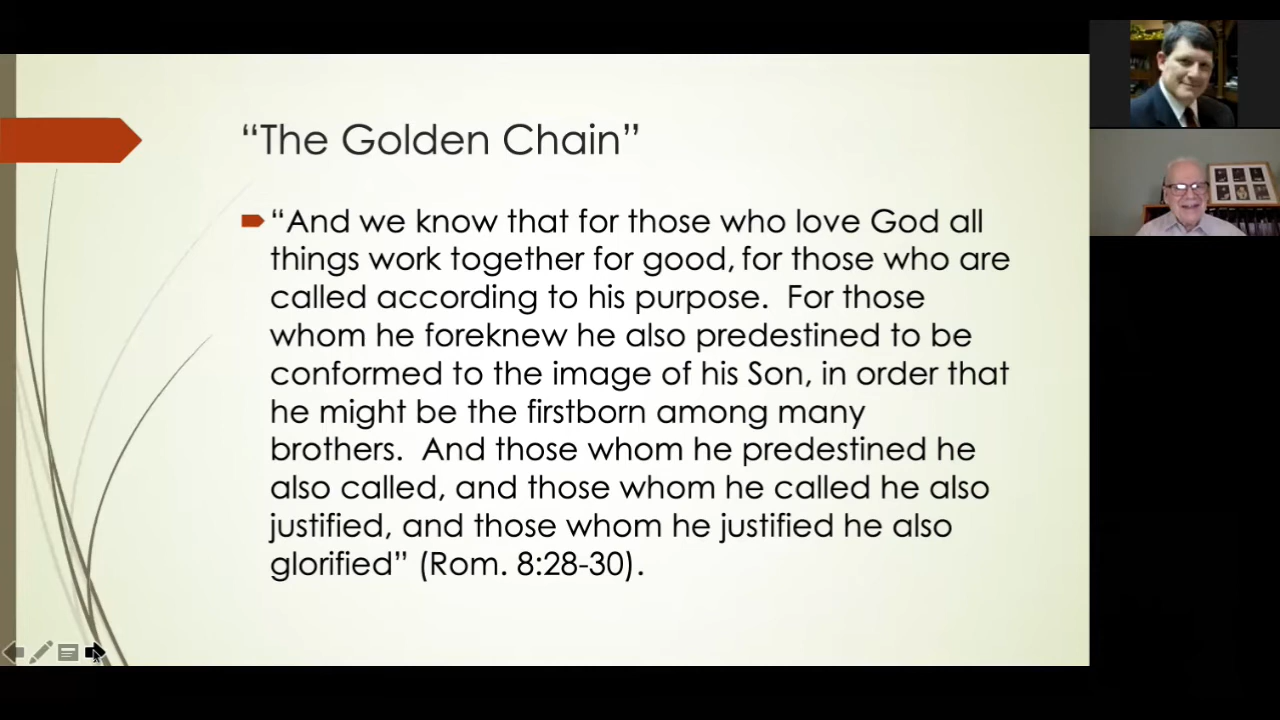 “The Golden Chain”
“And we know that for those who love God all
things work together for good, for those who are
called according to his purpose.  For those
whom he foreknew he also predestined to be
conformed to the image of his Son, in order that
he might be the firstborn among many
brothers.  And those whom he predestined he
also called, and those whom he called he also
justified, and those whom he justified he also
glorified” (Rom. 8:28-30).